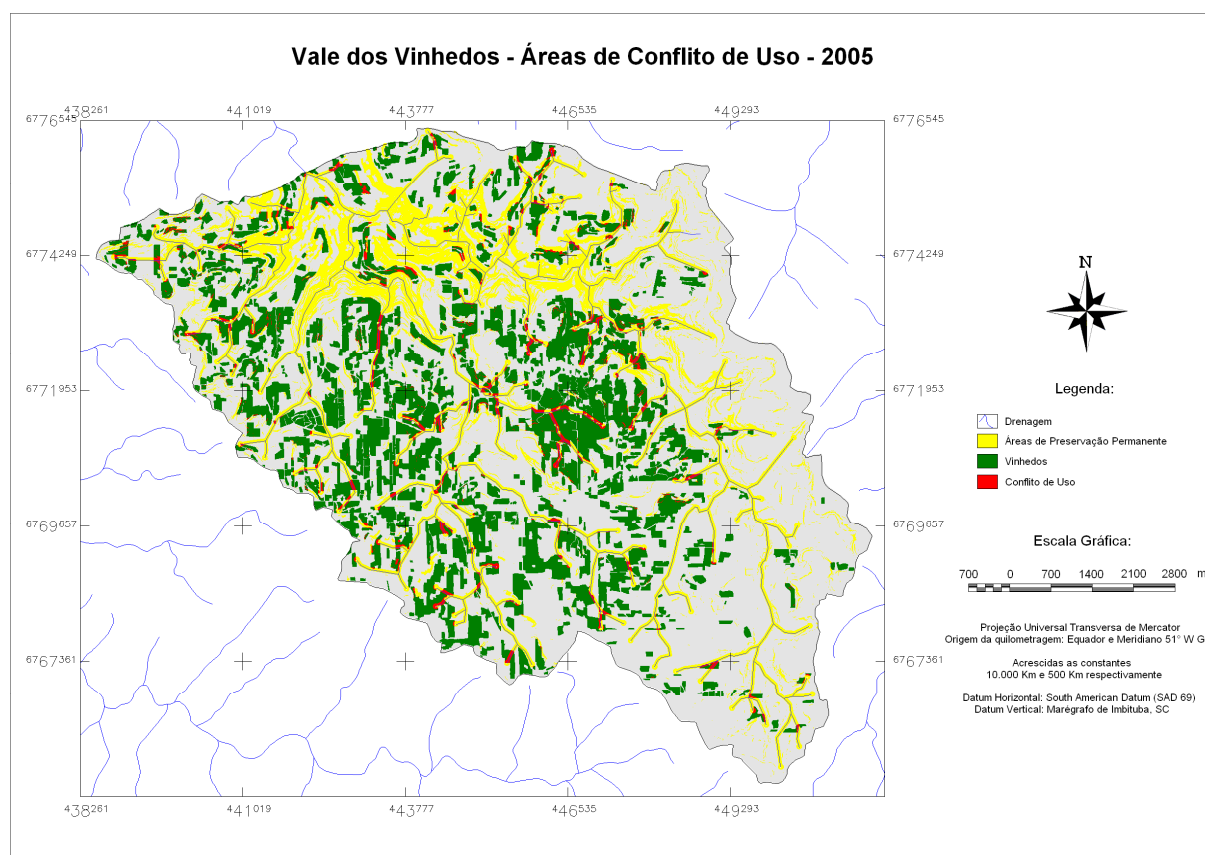 Vale dos Vinhedos - Áreas de Conflito de Uso - 2005
438261 441019 443777 446535 449293
6776545 6776545
6774249 6774249
6771953 6771953
6769657 6769657
6767361 6767361
438261 441019 443777 446535 449293
N
Legenda:
Drenagem
Áreas de Preservação Permanente
Vinhedos
Conflito de Uso
Escala Gráfica:
700 0 700 1400 2100 2800 m
Projeção Universal Transversa de Mercator
Origem da quilometragem: Equador e Meridiano 51° W G
Acrescidas as constantes
10.000 Km e 500 Km respectivamente
Datum Horizontal: South American Datum (SAD 69)
Datum Vertical: Marégrafo de Imbituba, SC